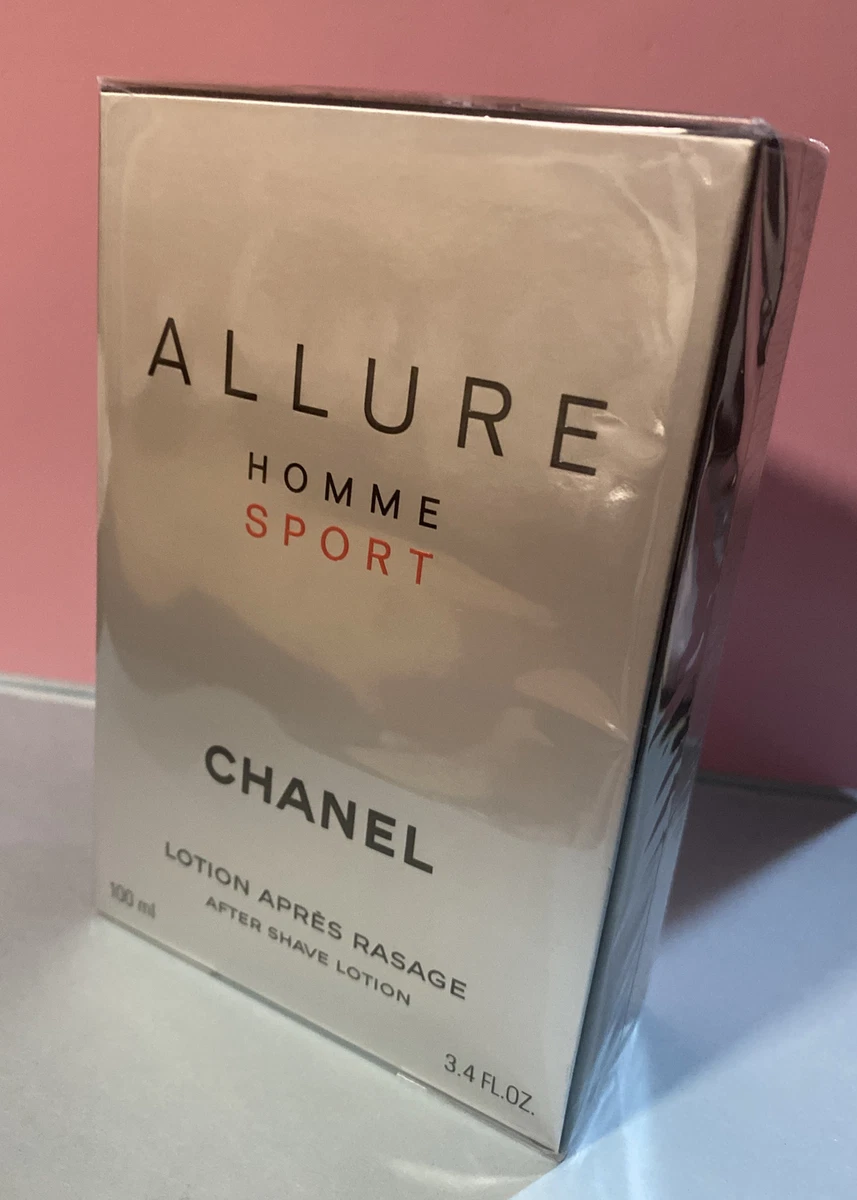 ALLURE
HOMME
SPORT
CHANEL
LOTION APRÈS RASAGE
AFTER SHAVE LOTION
100 ml
3.4 FL.OZ.